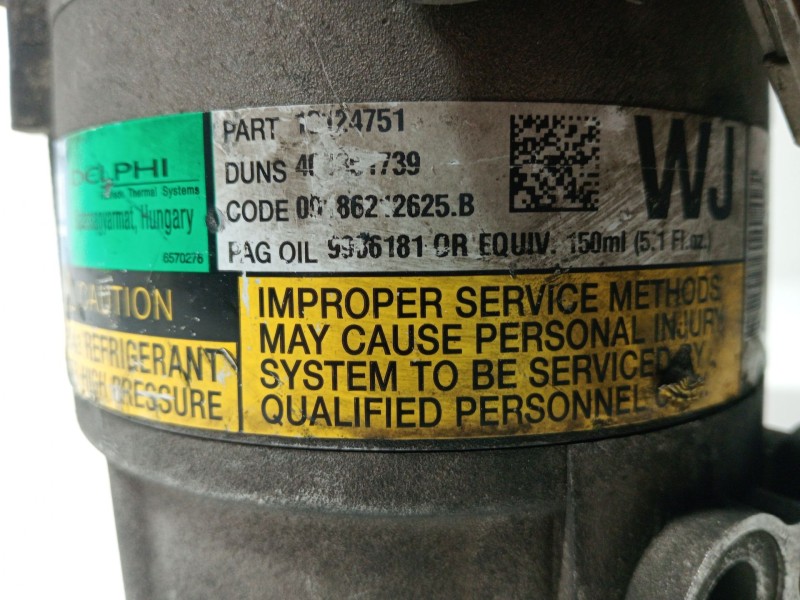 DELPHI
Thermal Systems
Hungary
6570276
PART
DUNS
CODE
PAG OIL OR EQUIV. 150ml (5.1 Fl.oz.)
WJ
CAUTION
REFRIGERANT
HIGH PRESSURE
IMPROPER SERVICE METHODS
MAY CAUSE PERSONAL INJURY
SYSTEM TO BE SERVICED BY
QUALIFIED PERSONNEL